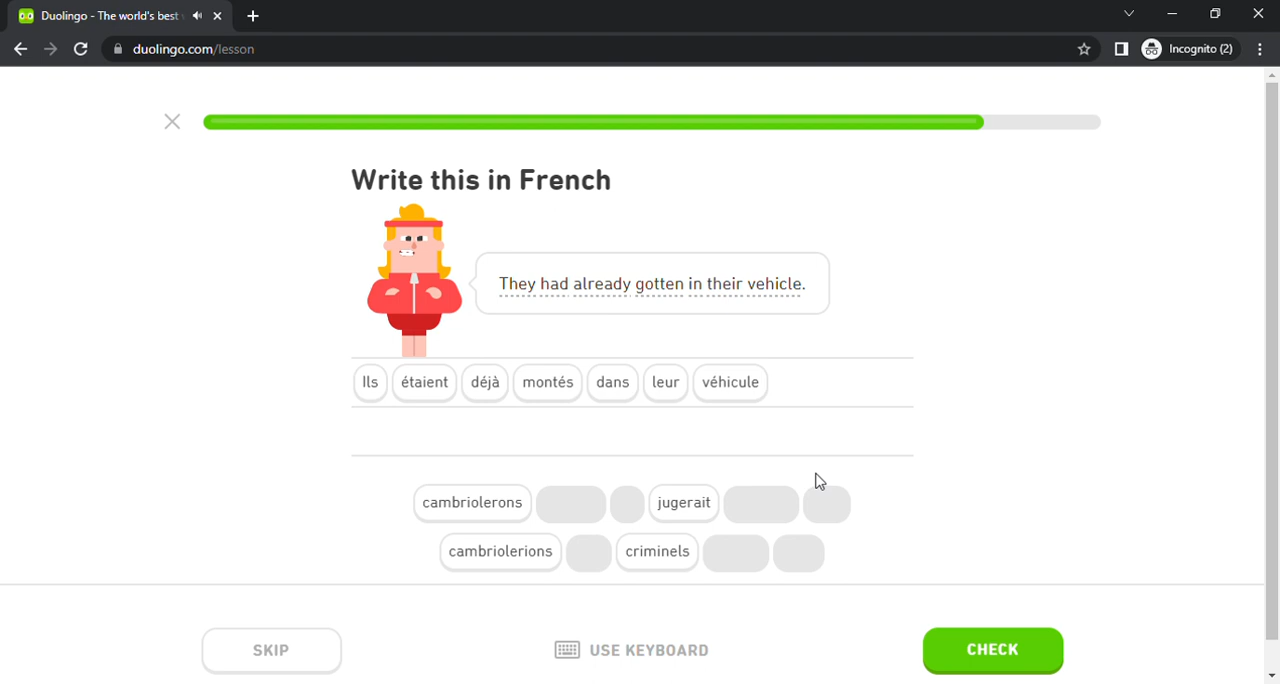 Duolingo - The world's best
duolingo.com/lesson
Incognito (2)
Write this in French
They had already gotten in their vehicle.
Ils étaient déjà montés dans leur véhicule
cambriolerons jugerait
cambriolerions criminels
SKIP USE KEYBOARD CHECK